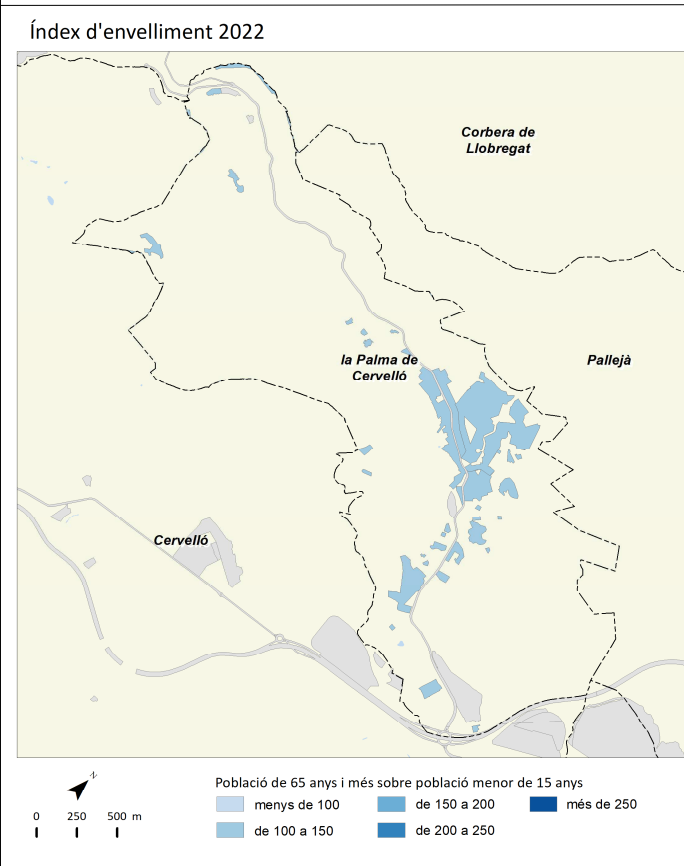 Índex d'envelliment 2022
Corbera de
Llobregat
la Palma de
Cervelló
Pallejà
Cervelló
N
0 250 500 m
Població de 65 anys i més sobre població menor de 15 anys
menys de 100
de 150 a 200
més de 250
de 100 a 150
de 200 a 250